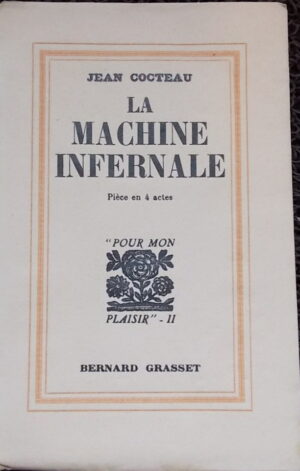 JEAN COCTEAU
LA
MACHINE
INFERNALE
Pièce en 4 actes
"POUR MON
PLAISIR" - II
BERNARD GRASSET